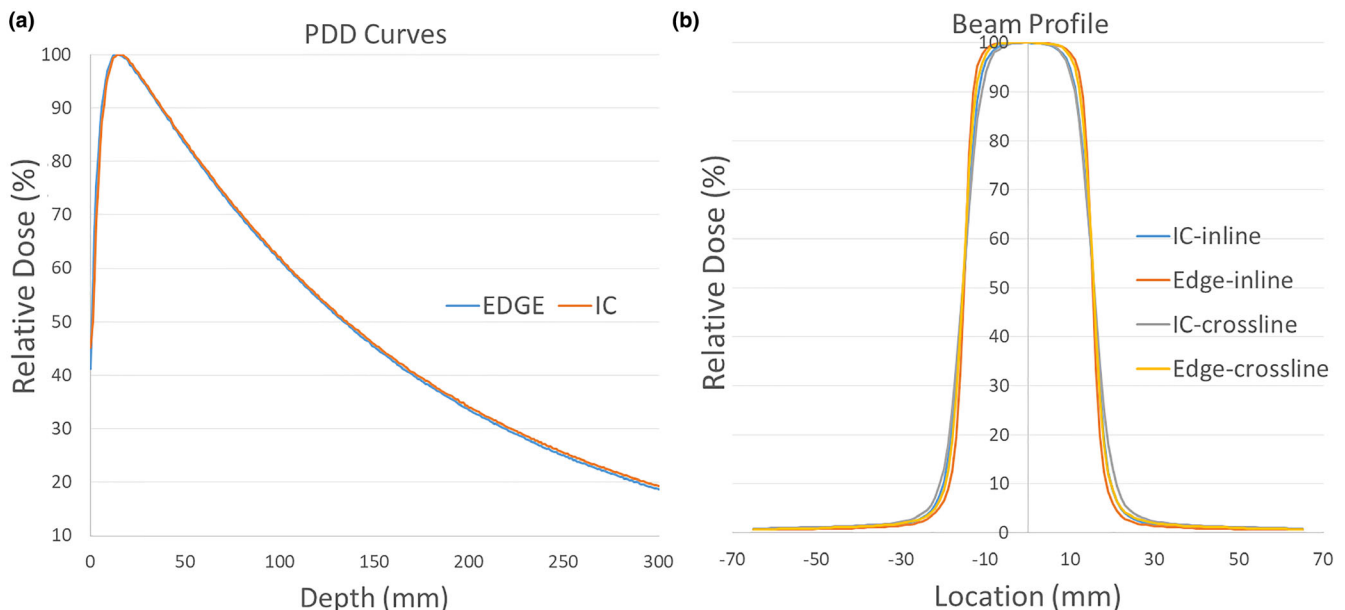 (a)
PDD Curves
Relative Dose (%)
100
90
80
70
60
50
40
30
20
10
0 50 100 150 200 250 300
Depth (mm)
EDGE IC
(b)
Beam Profile
Relative Dose (%)
100
90
80
70
60
50
40
30
20
10
0
-70 -50 -30 -10 10 30 50 70
Location (mm)
IC-inline
Edge-inline
IC-crossline
Edge-crossline